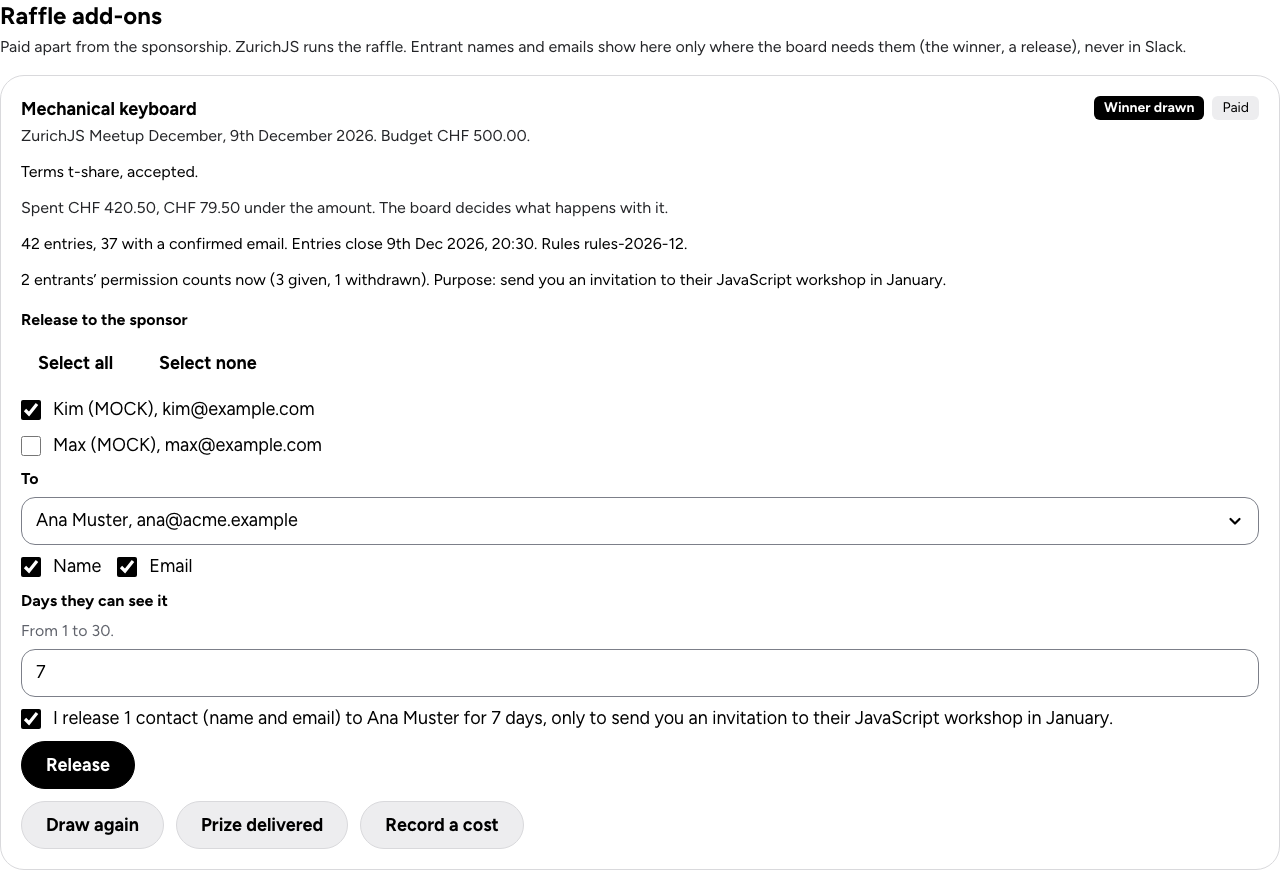 Raffle add-ons
Paid apart from the sponsorship. ZurichJS runs the raffle. Entrant names and emails show here only where the board needs them (the winner, a release), never in Slack.
Mechanical keyboard
Winner drawn
Paid
ZurichJS Meetup December, 9th December 2026. Budget CHF 500.00.
Terms t-share, accepted.
Spent CHF 420.50, CHF 79.50 under the amount. The board decides what happens with it.
42 entries, 37 with a confirmed email. Entries close 9th Dec 2026, 20:30. Rules rules-2026-12.
2 entrants’ permission counts now (3 given, 1 withdrawn). Purpose: send you an invitation to their JavaScript workshop in January.
Release to the sponsor
Select all
Select none
Kim (MOCK), kim@example.com
Max (MOCK), max@example.com
To
Ana Muster, ana@acme.example
Name
Email
Days they can see it
From 1 to 30.
7
I release 1 contact (name and email) to Ana Muster for 7 days, only to send you an invitation to their JavaScript workshop in January.
Release
Draw again
Prize delivered
Record a cost